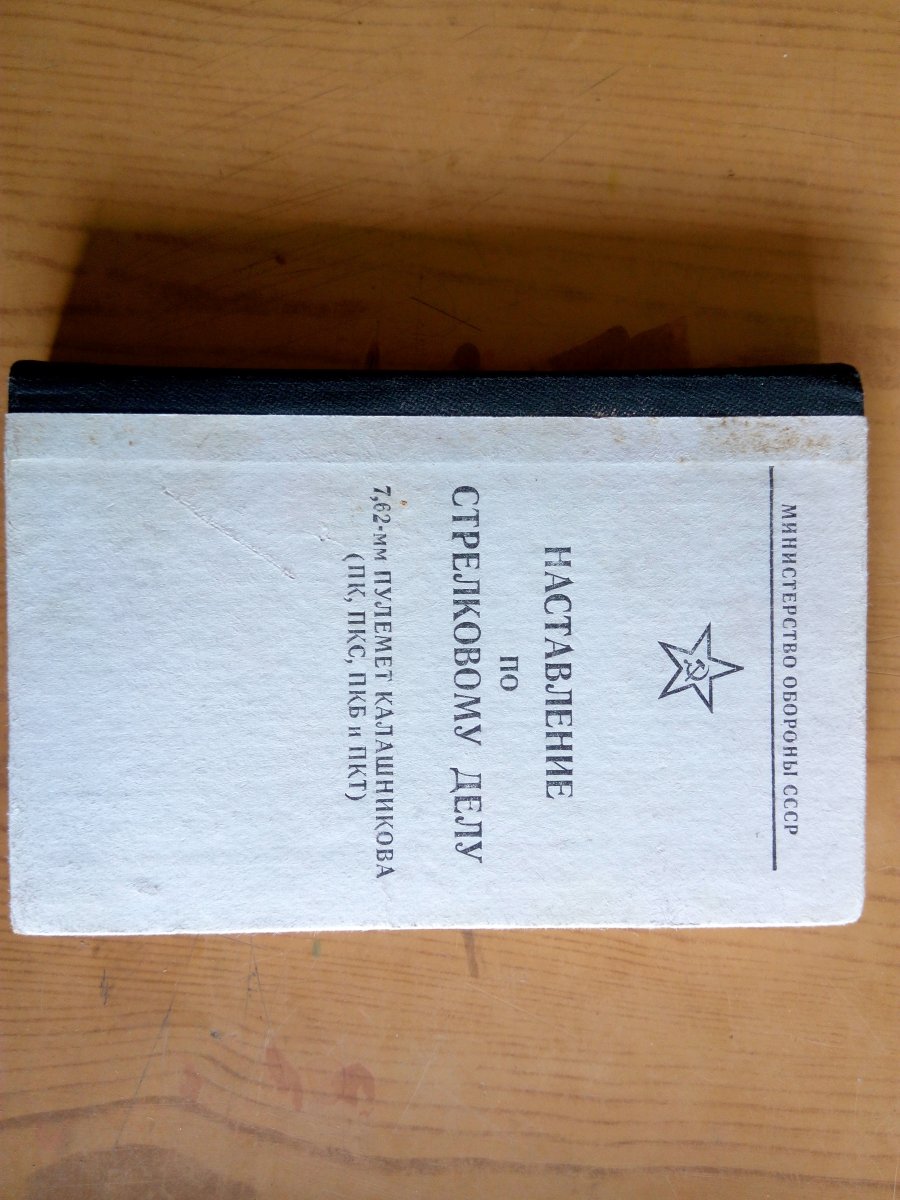 МИНИСТЕРСТВО ОБОРОНЫ СССР
НАСТАВЛЕНИЕ
ПО
СТРЕЛКОВОМУ ДЕЛУ
7,62-мм ПУЛЕМЕТ КАЛАШНИКОВА
(ПК, ПКС, ПКБ и ПКТ)